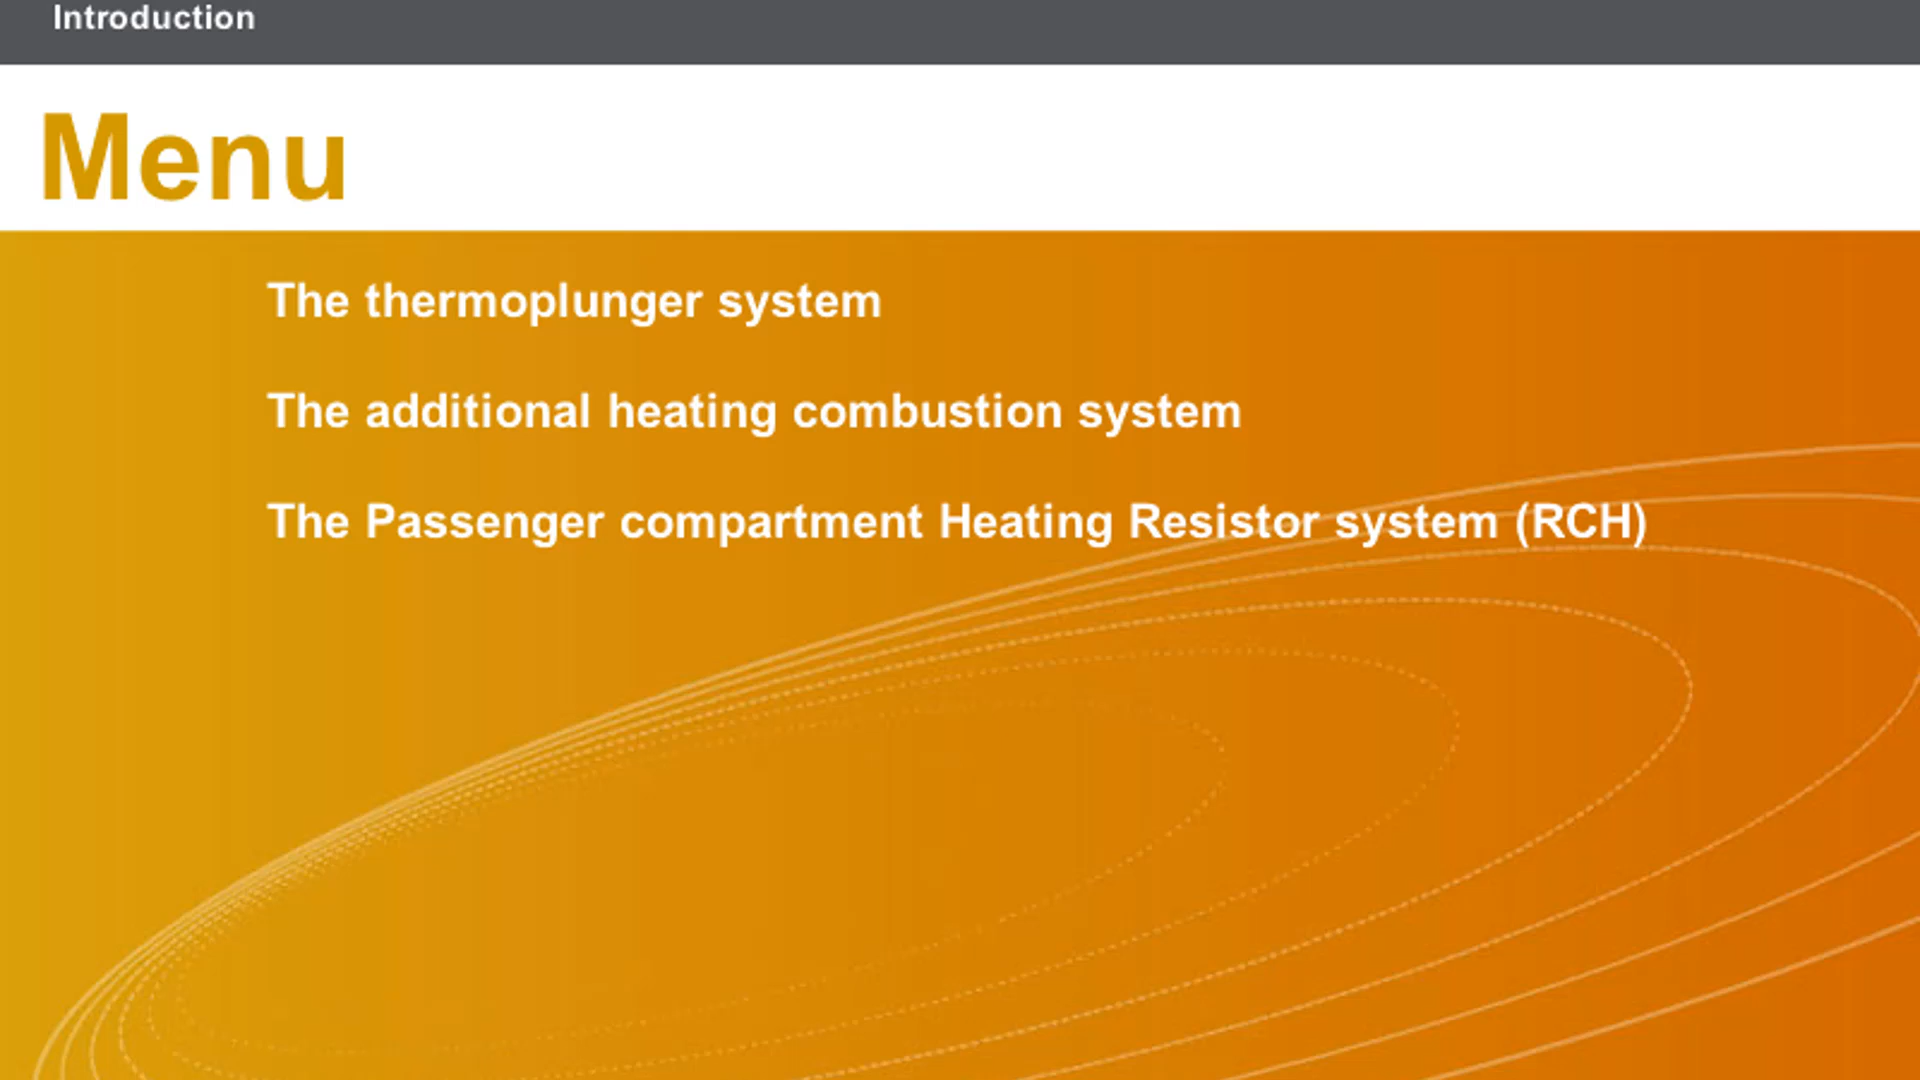 Introduction
Menu
The thermoplunger system
The additional heating combustion system
The Passenger compartment Heating Resistor system (RCH)